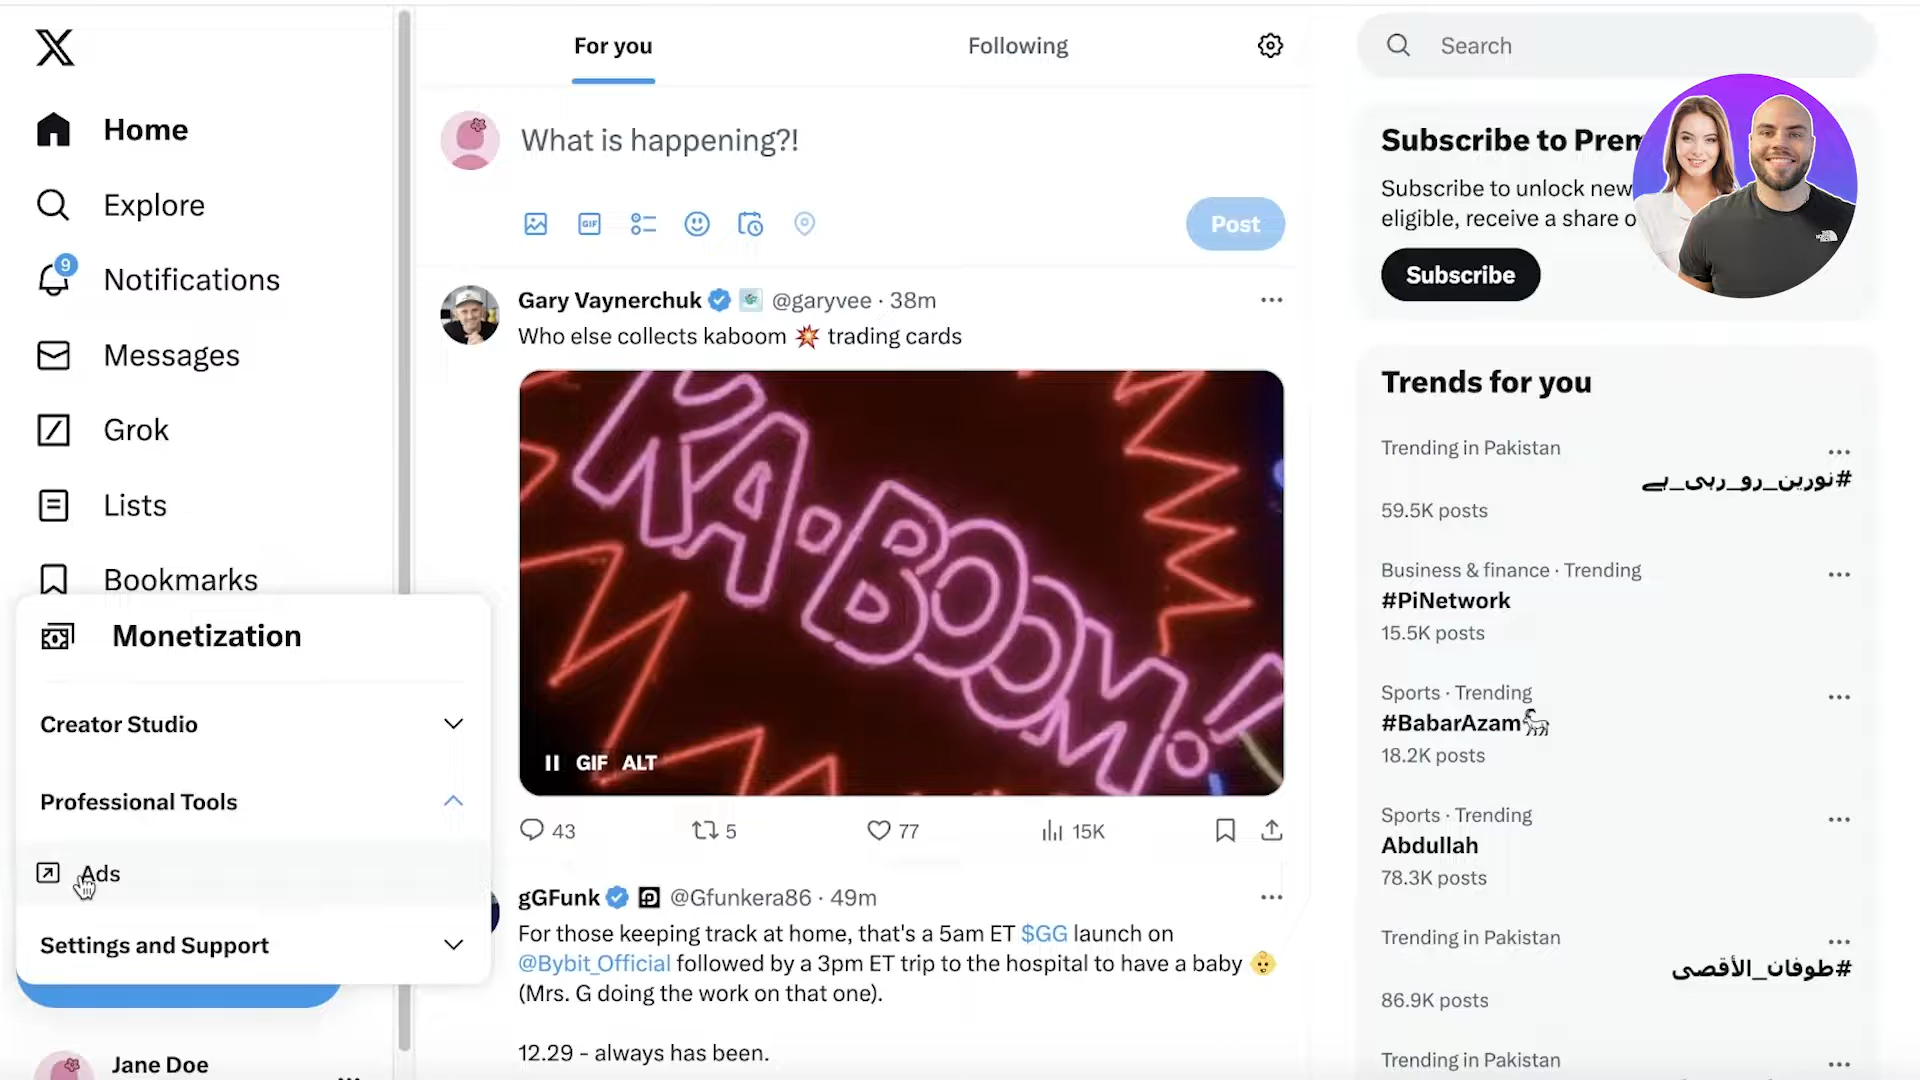 Home
Explore
9
Notifications
Messages
Grok
Lists
Bookmarks
Monetization
Creator Studio
Professional Tools
Ads
Settings and Support
Jane Doe
For you
Following
What is happening?!
GIF
Post
Gary Vaynerchuk @garyvee · 38m
Who else collects kaboom 💥 trading cards
KA·BOOM!
GIF ALT
43
5
77
15K
gGFunk @Gfunkera86 · 49m
For those keeping track at home, that's a 5am ET $GG launch on
@Bybit_Official followed by a 3pm ET trip to the hospital to have a baby 👶
(Mrs. G doing the work on that one).
12.29 - always has been.
Search
Subscribe to Prem
Subscribe to unlock new
eligible, receive a share o
Subscribe
THE NORTH FACE
Trends for you
Trending in Pakistan
#نورین_رو_رہی_ہے
59.5K posts
Business & finance · Trending
#PiNetwork
15.5K posts
Sports · Trending
#BabarAzam🐐
18.2K posts
Sports · Trending
Abdullah
78.3K posts
Trending in Pakistan
#طوفان_الأقصى
86.9K posts
Trending in Pakistan